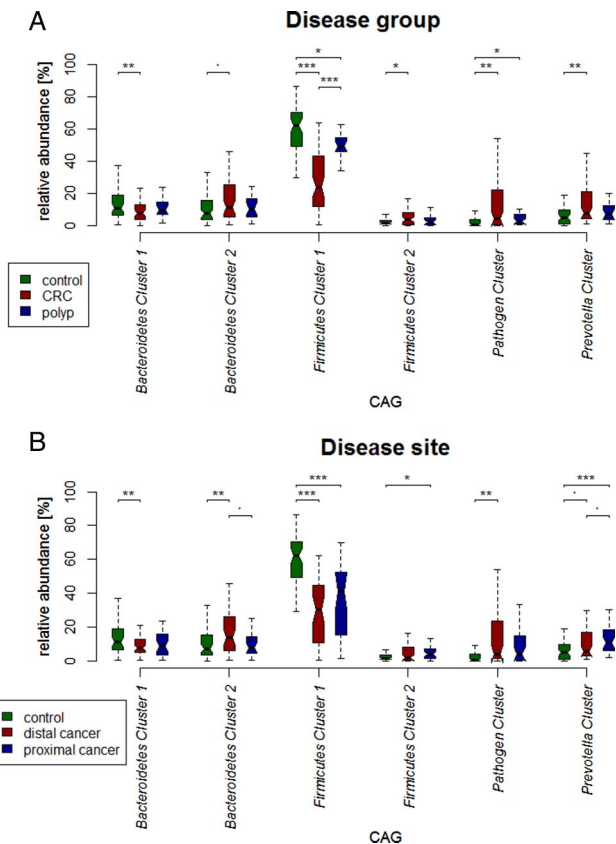 A
Disease group
relative abundance [%]
100
80
60
40
20
0
** . * *** *** * * ** **
control
CRC
polyp
Bacteroidetes Cluster 1
Bacteroidetes Cluster 2
Firmicutes Cluster 1
Firmicutes Cluster 2
Pathogen Cluster
Prevotella Cluster
CAG
B
Disease site
relative abundance [%]
100
80
60
40
20
0
** ** . *** *** * ** *** . .
control
distal cancer
proximal cancer
Bacteroidetes Cluster 1
Bacteroidetes Cluster 2
Firmicutes Cluster 1
Firmicutes Cluster 2
Pathogen Cluster
Prevotella Cluster
CAG